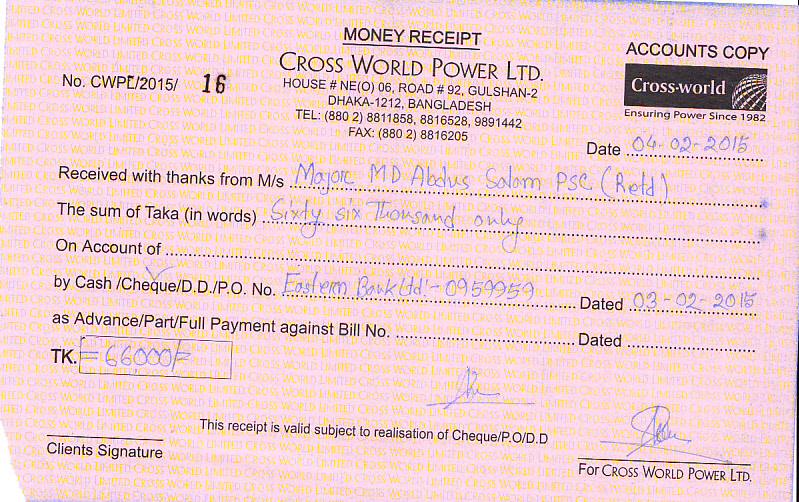 MONEY RECEIPT
ACCOUNTS COPY
CROSS WORLD POWER LTD.
Cross-world
Ensuring Power Since 1982
No. CWPL/2015/ 16
HOUSE # NE(O) 06, ROAD # 92, GULSHAN-2
DHAKA-1212, BANGLADESH
TEL: (880 2) 8811858, 8816528, 9891442
FAX: (880 2) 8816205
Date 04-02-2015
Received with thanks from M/s Major MD Abdus Salam PSC (Retd)
The sum of Taka (in words) Sixty six Thousand only
On Account of
by Cash /Cheque/D.D./P.O. No. Eastern Bank Ltd:- 0959959 Dated 03-02-2015
as Advance/Part/Full Payment against Bill No. Dated
TK. =66000/=
This receipt is valid subject to realisation of Cheque/P.O/D.D
Clients Signature
For CROSS WORLD POWER LTD.